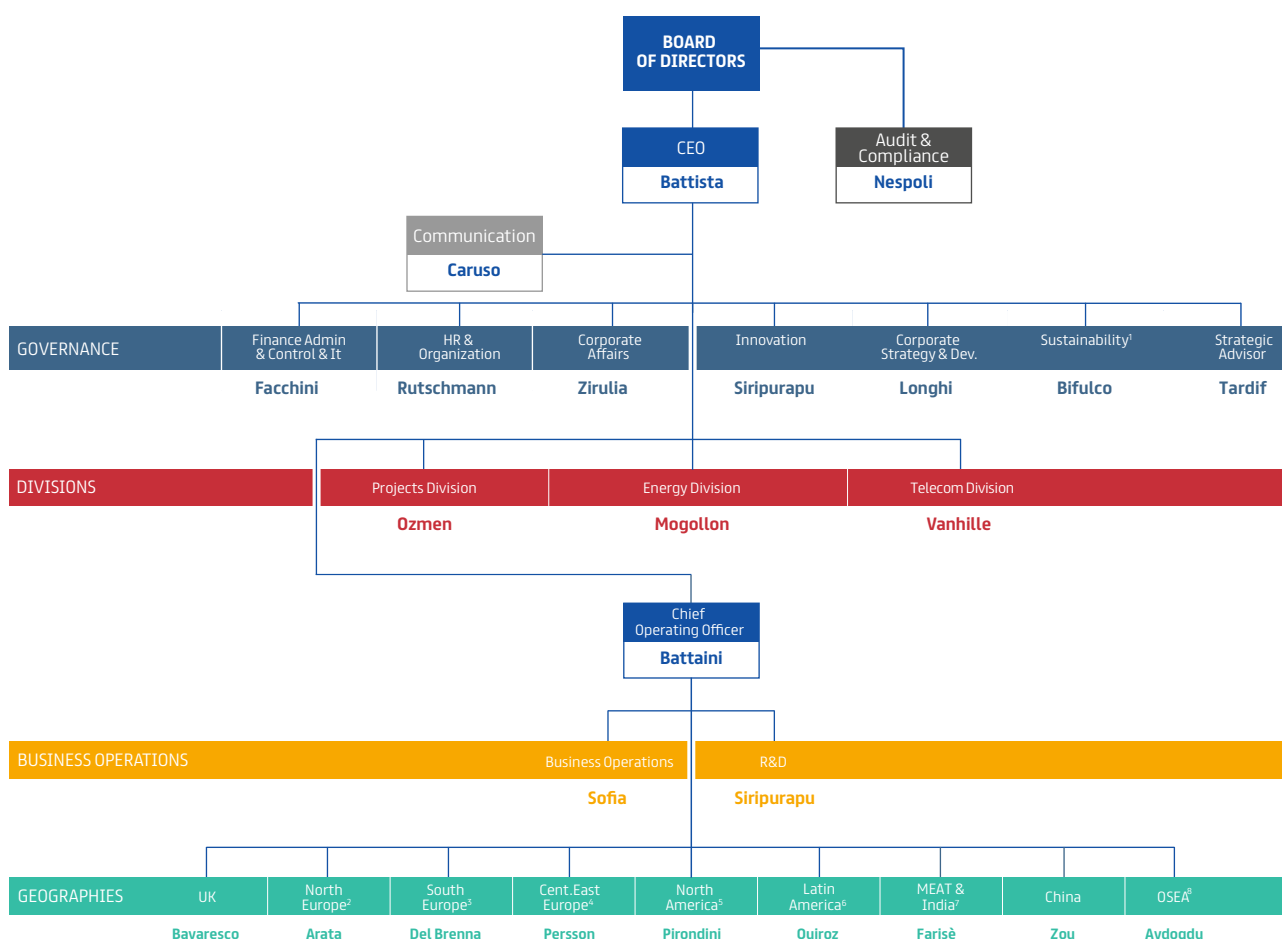 BOARD
OF DIRECTORS
CEO
Battista
Audit &
Compliance
Nespoli
Communication
Caruso
GOVERNANCE
Finance Admin
& Control & It
HR &
Organization
Corporate
Affairs
Innovation
Corporate
Strategy & Dev.
Sustainability¹
Strategic
Advisor
Facchini
Rutschmann
Zirulia
Siripurapu
Longhi
Bifulco
Tardif
DIVISIONS
Projects Division
Energy Division
Telecom Division
Ozmen
Mogollon
Vanhille
Chief
Operating Officer
Battaini
BUSINESS OPERATIONS
Business Operations
R&D
Sofia
Siripurapu
GEOGRAPHIES
UK
North
Europe²
South
Europe³
Cent.East
Europe⁴
North
America⁵
Latin
America⁶
MEAT &
India⁷
China
OSEA⁸
Bavaresco
Arata
Del Brenna
Persson
Pirondini
Quiroz
Farisè
Zou
Avdogdu